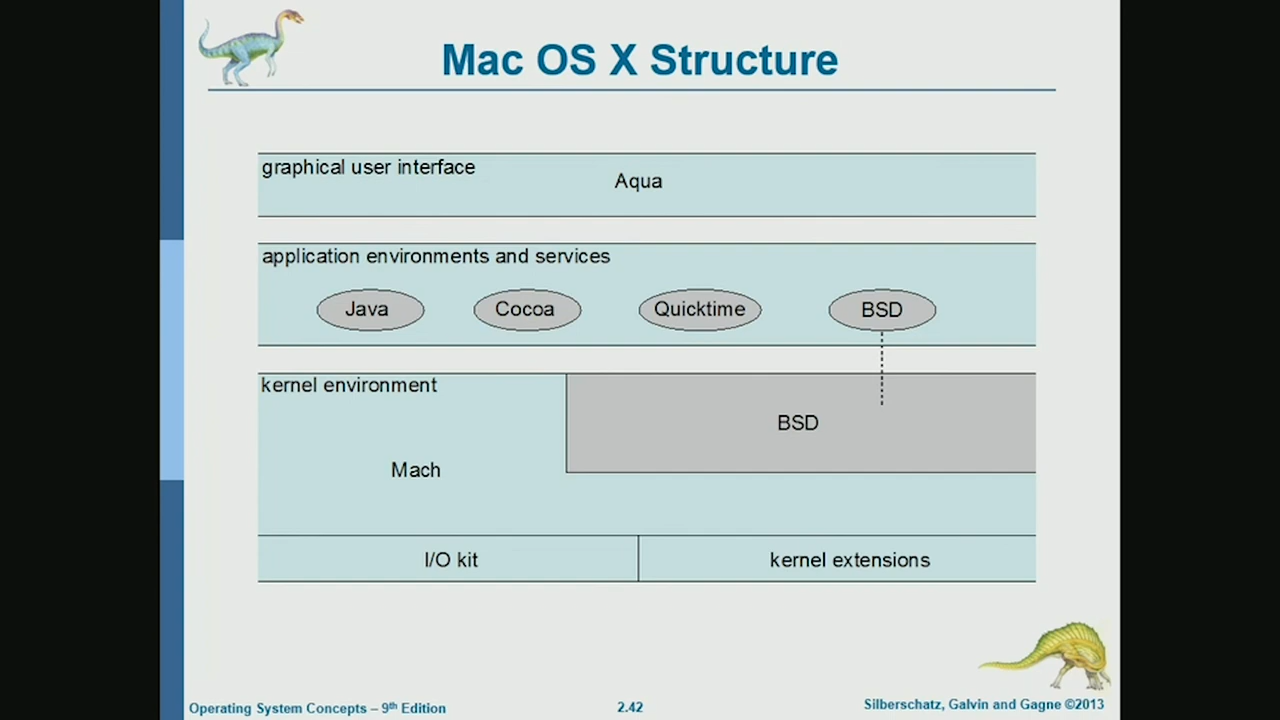 Mac OS X Structure
graphical user interface
Aqua
application environments and services
Java Cocoa Quicktime BSD
kernel environment
BSD
Mach
I/O kit kernel extensions
Operating System Concepts – 9th Edition 2.42 Silberschatz, Galvin and Gagne ©2013